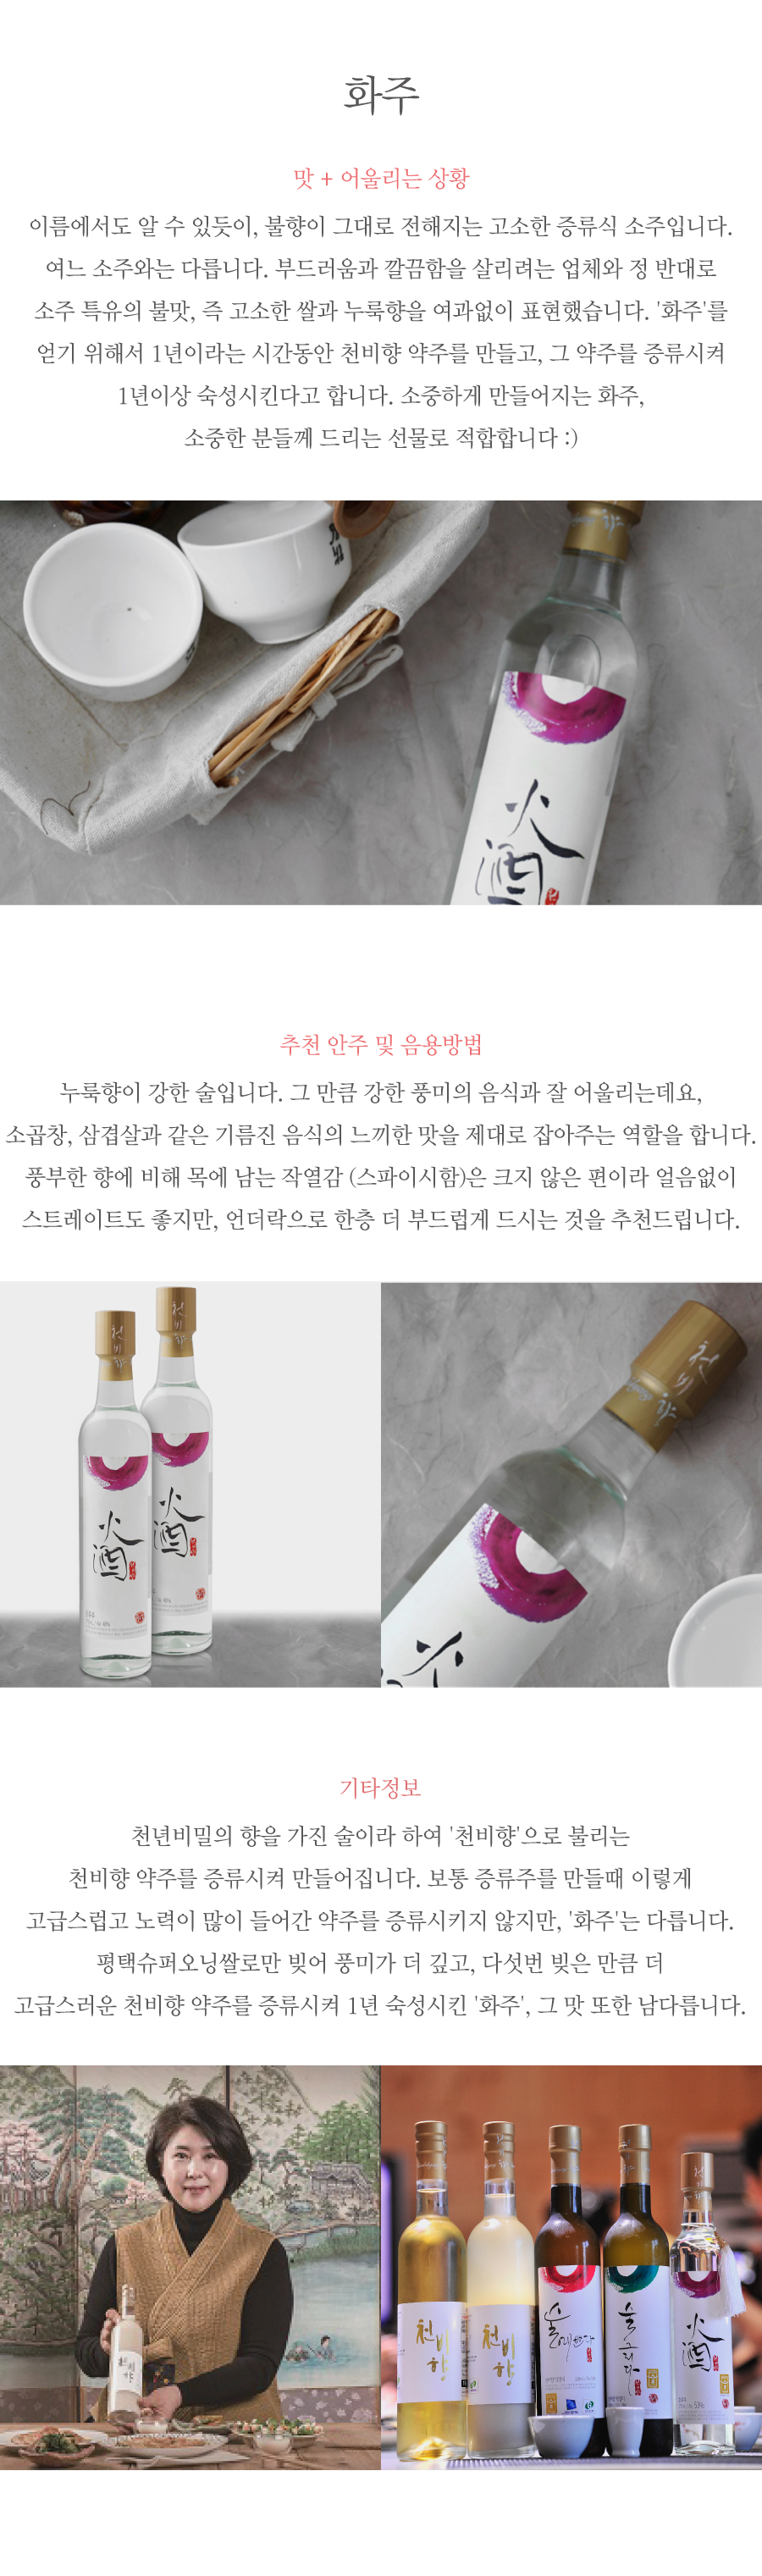 화주
맛 + 어울리는 상황
이름에서도 알 수 있듯이, 불향이 그대로 전해지는 고소한 증류식 소주입니다.
여느 소주와는 다릅니다. 부드러움과 깔끔함을 살리려는 업체와 정 반대로
소주 특유의 불맛, 즉 고소한 쌀과 누룩향을 여과없이 표현했습니다. '화주'를
얻기 위해서 1년이라는 시간동안 천비향 약주를 만들고, 그 약주를 증류시켜
1년이상 숙성시킨다고 합니다. 소중하게 만들어지는 화주,
소중한 분들께 드리는 선물로 적합합니다 :)
향
火
酒
추천 안주 및 음용방법
누룩향이 강한 술입니다. 그 만큼 강한 풍미의 음식과 잘 어울리는데요,
소곱창, 삼겹살과 같은 기름진 음식의 느끼한 맛을 제대로 잡아주는 역할을 합니다.
풍부한 향에 비해 목에 남는 작열감 (스파이시함)은 크지 않은 편이라 얼음없이
스트레이트도 좋지만, 언더락으로 한층 더 부드럽게 드시는 것을 추천드립니다.
천비향
火酒
천비향
火酒
천비향
火
기타정보
천년비밀의 향을 가진 술이라 하여 '천비향'으로 불리는
천비향 약주를 증류시켜 만들어집니다. 보통 증류주를 만들때 이렇게
고급스럽고 노력이 많이 들어간 약주를 증류시키지 않지만, '화주'는 다릅니다.
평택슈퍼오닝쌀로만 빚어 풍미가 더 깊고, 다섯번 빚은 만큼 더
고급스러운 천비향 약주를 증류시켜 1년 숙성시킨 '화주', 그 맛 또한 남다릅니다.
천비향
천비향
천비향
술예쁘다
술그리다
火酒
53%